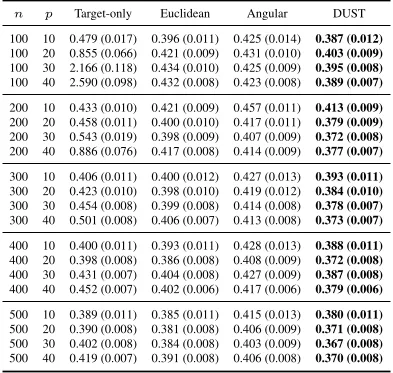 n p Target-only Euclidean Angular DUST
100 10 0.479 (0.017) 0.396 (0.011) 0.425 (0.014) 0.387 (0.012)
100 20 0.855 (0.066) 0.421 (0.009) 0.431 (0.010) 0.403 (0.009)
100 30 2.166 (0.118) 0.434 (0.010) 0.425 (0.009) 0.395 (0.008)
100 40 2.590 (0.098) 0.432 (0.008) 0.423 (0.008) 0.389 (0.007)
200 10 0.433 (0.010) 0.421 (0.009) 0.457 (0.011) 0.413 (0.009)
200 20 0.458 (0.011) 0.400 (0.010) 0.417 (0.011) 0.379 (0.009)
200 30 0.543 (0.019) 0.398 (0.009) 0.407 (0.009) 0.372 (0.008)
200 40 0.886 (0.076) 0.417 (0.008) 0.414 (0.009) 0.377 (0.007)
300 10 0.406 (0.011) 0.400 (0.012) 0.427 (0.013) 0.393 (0.011)
300 20 0.423 (0.010) 0.398 (0.010) 0.419 (0.012) 0.384 (0.010)
300 30 0.454 (0.008) 0.399 (0.008) 0.414 (0.008) 0.378 (0.007)
300 40 0.501 (0.008) 0.406 (0.007) 0.413 (0.008) 0.373 (0.007)
400 10 0.400 (0.011) 0.393 (0.011) 0.428 (0.013) 0.388 (0.011)
400 20 0.398 (0.008) 0.386 (0.008) 0.408 (0.009) 0.372 (0.008)
400 30 0.431 (0.007) 0.404 (0.008) 0.427 (0.009) 0.387 (0.008)
400 40 0.452 (0.007) 0.402 (0.006) 0.417 (0.006) 0.379 (0.006)
500 10 0.389 (0.011) 0.385 (0.011) 0.415 (0.013) 0.380 (0.011)
500 20 0.390 (0.008) 0.381 (0.008) 0.406 (0.009) 0.371 (0.008)
500 30 0.402 (0.008) 0.384 (0.008) 0.403 (0.009) 0.367 (0.008)
500 40 0.419 (0.007) 0.391 (0.008) 0.406 (0.008) 0.370 (0.008)